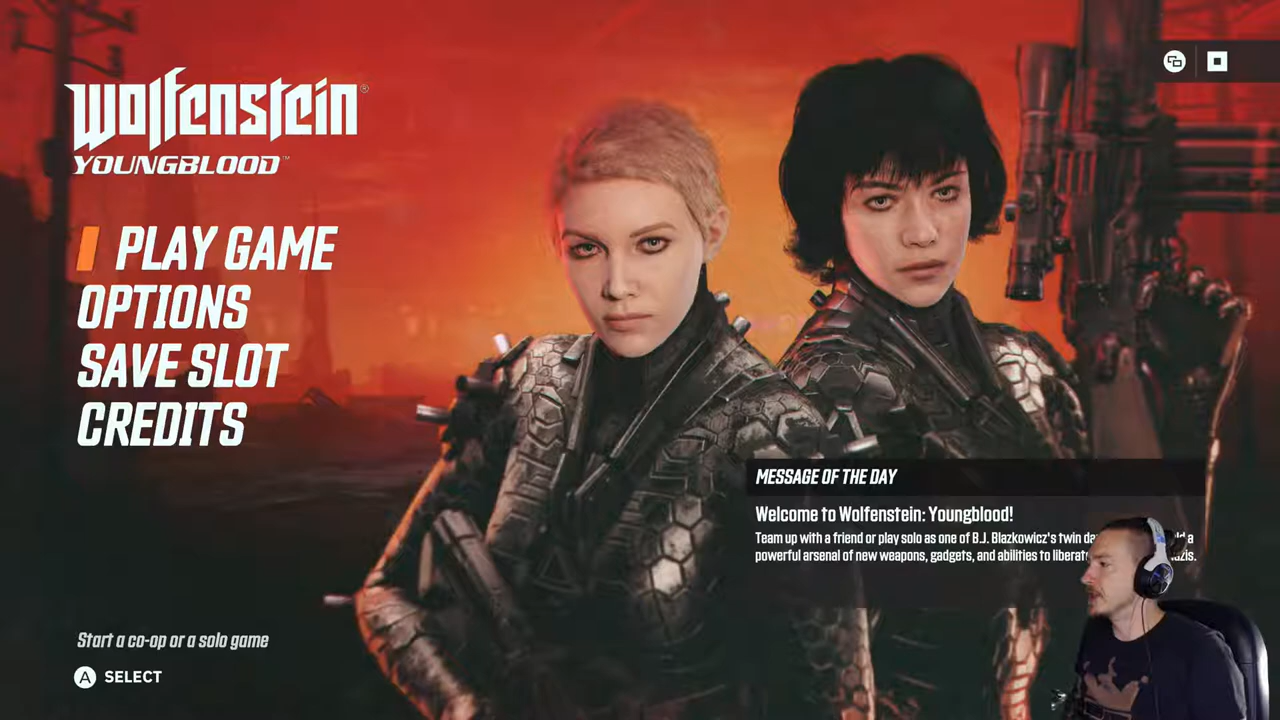 Wolfenstein®
YOUNGBLOOD™
PLAY GAME
OPTIONS
SAVE SLOT
CREDITS
MESSAGE OF THE DAY
Welcome to Wolfenstein: Youngblood!
Team up with a friend or play solo as one of B.J. Blazkowicz's twin a
powerful arsenal of new weapons, gadgets, and abilities to
Start a co-op or a solo game
A SELECT